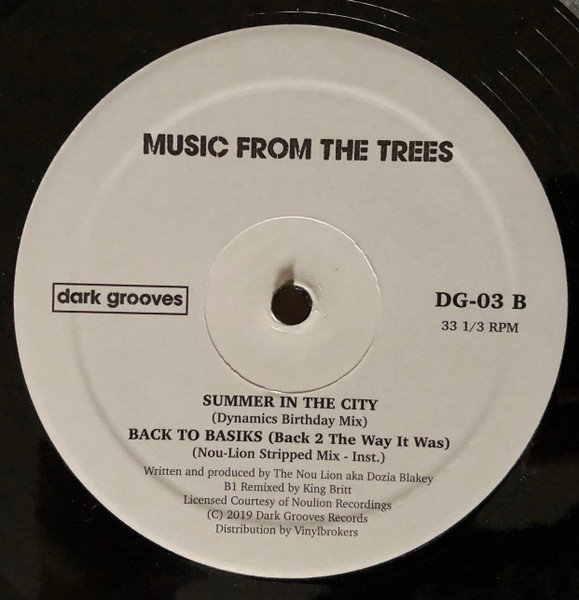 MUSIC FROM THE TREES
dark grooves
DG-03 B
33 1/3 RPM
SUMMER IN THE CITY
(Dynamics Birthday Mix)
BACK TO BASIKS (Back 2 The Way It Was)
(Nou-Lion Stripped Mix - Inst.)
Written and produced by The Nou Lion aka Dozia Blakey
B1 Remixed by King Britt
Licensed Courtesy of Noulion Recordings
(C) 2019 Dark Grooves Records
Distribution by Vinylbrokers